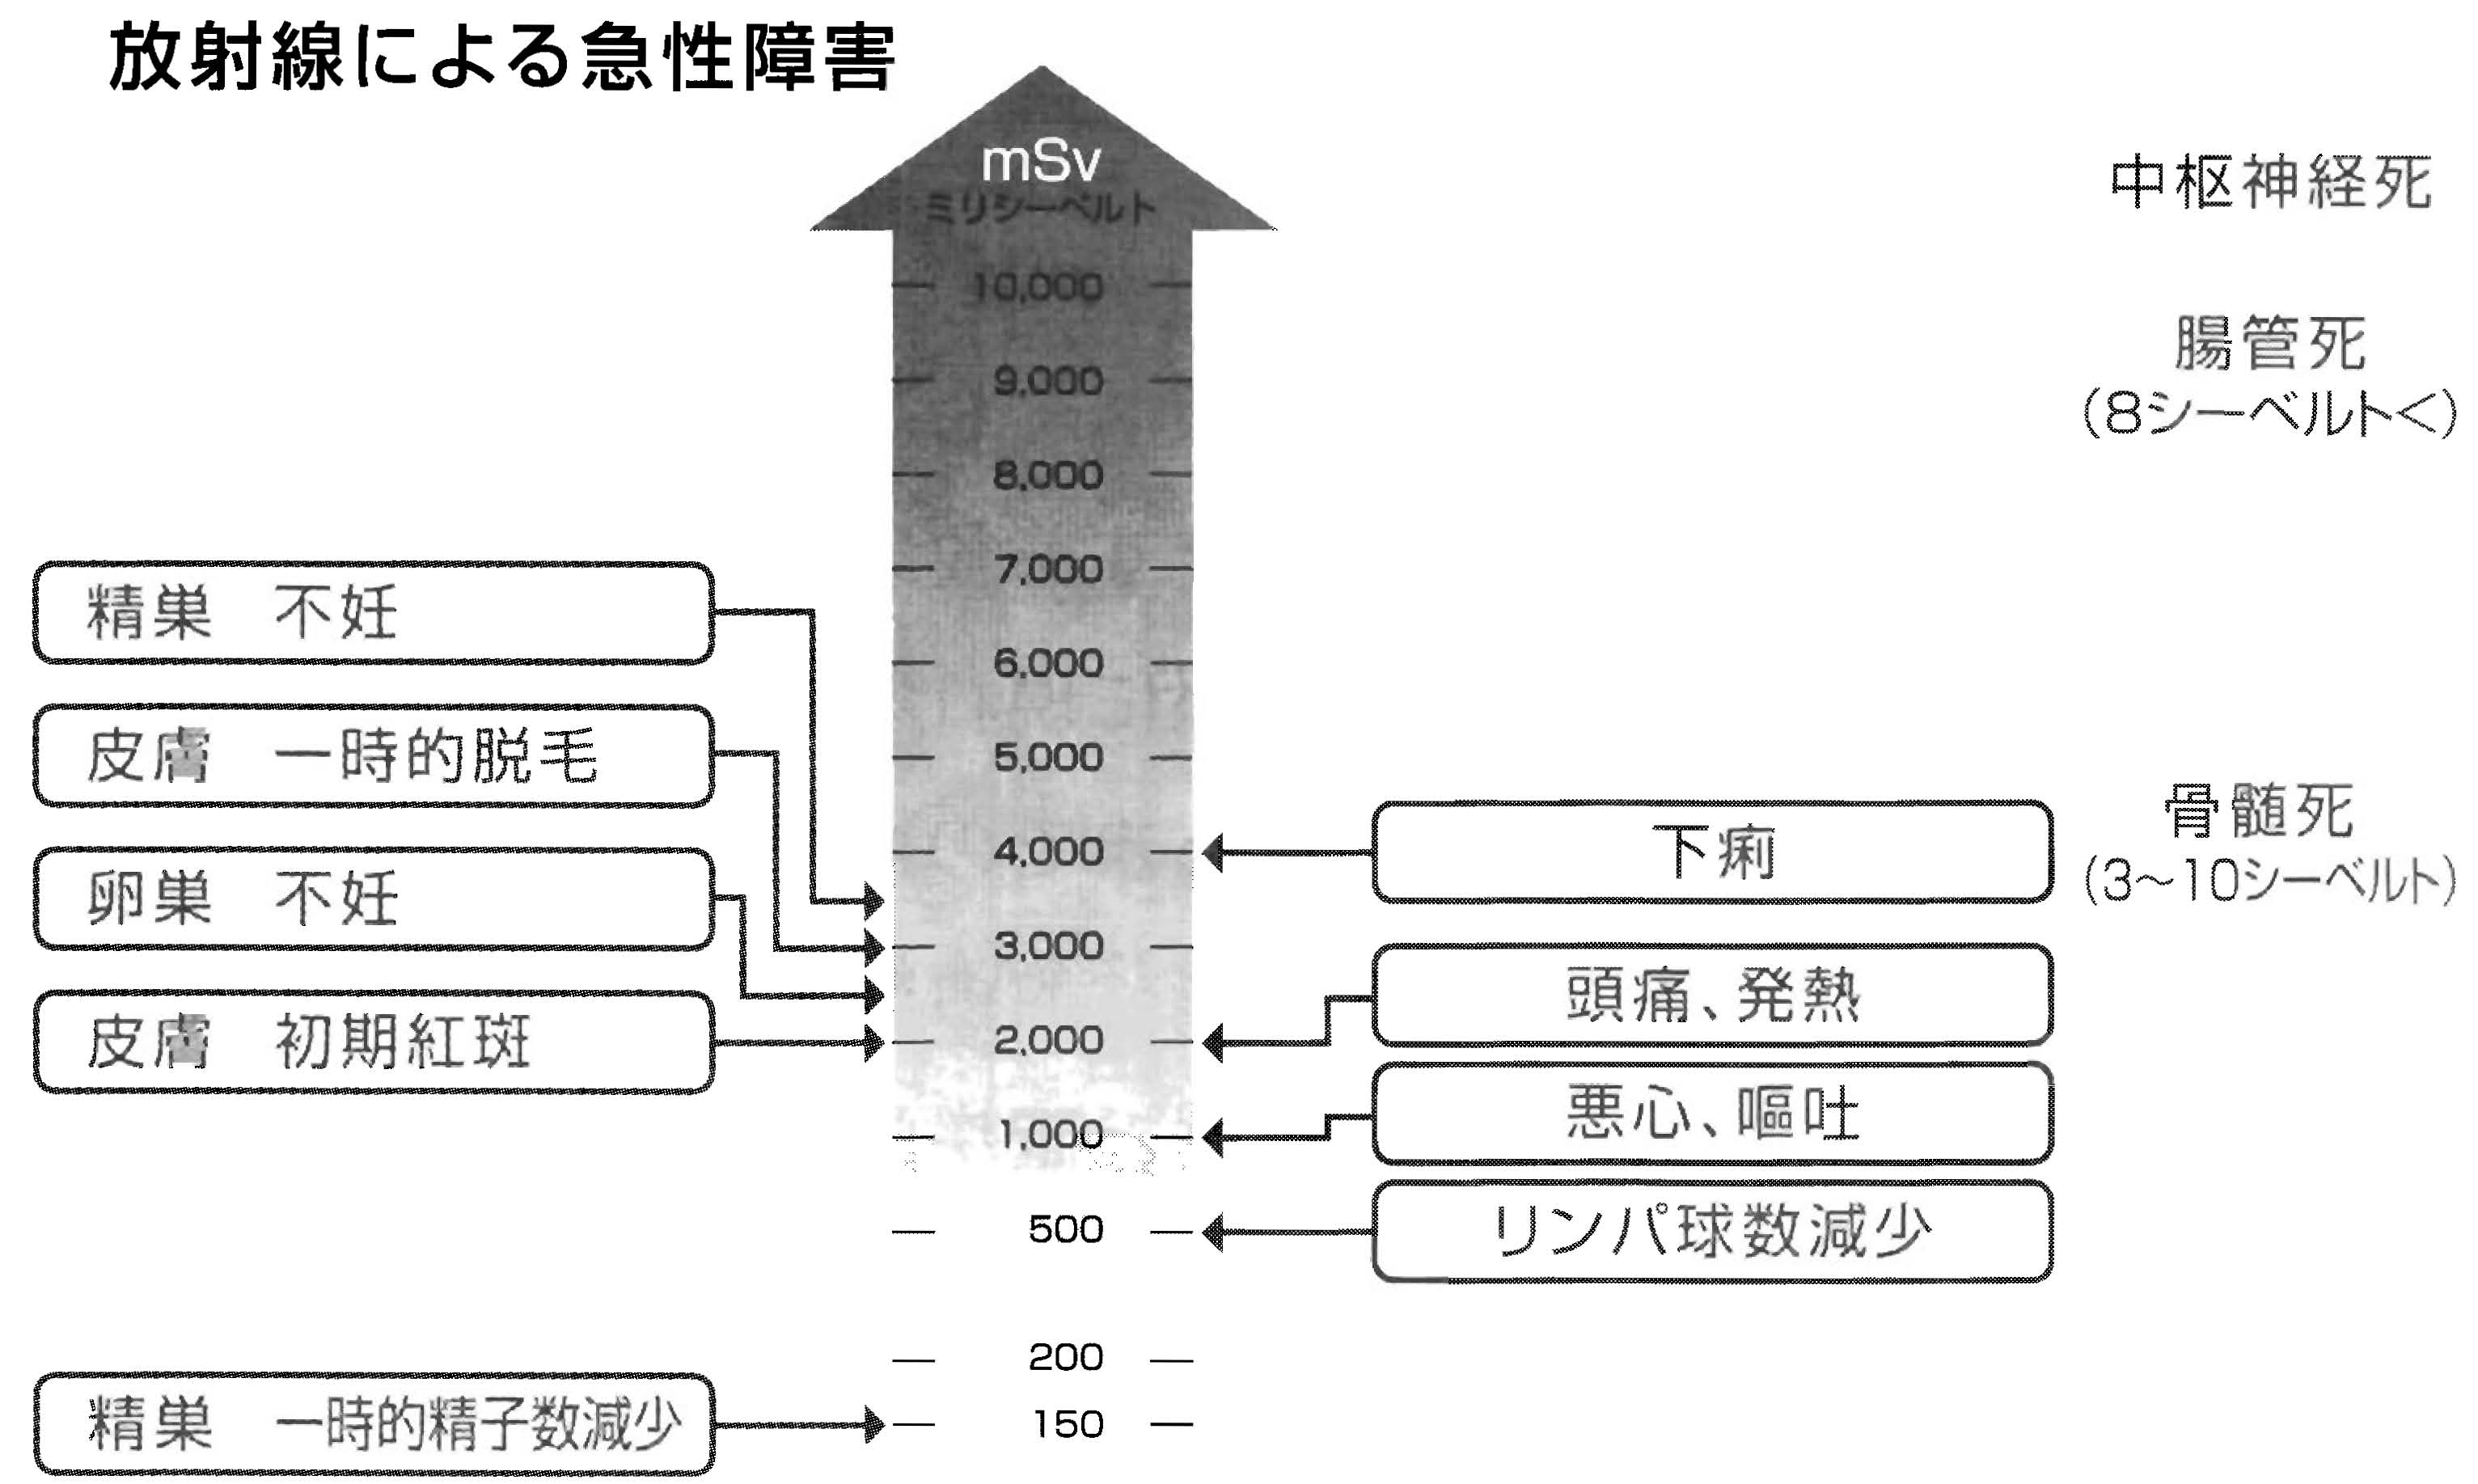 放射線による急性障害
mSv
ミリシーベルト
10,000
9,000
8,000
7,000
6,000
5,000
4,000
3,000
2,000
1,000
500
200
150
精巣 不妊
皮膚 一時的脱毛
卵巣 不妊
皮膚 初期紅斑
精巣 一時的精子数減少
下痢
頭痛、発熱
悪心、嘔吐
リンパ球数減少
中枢神経死
腸管死
(8シーベルト<)
骨髄死
(3~10シーベルト)